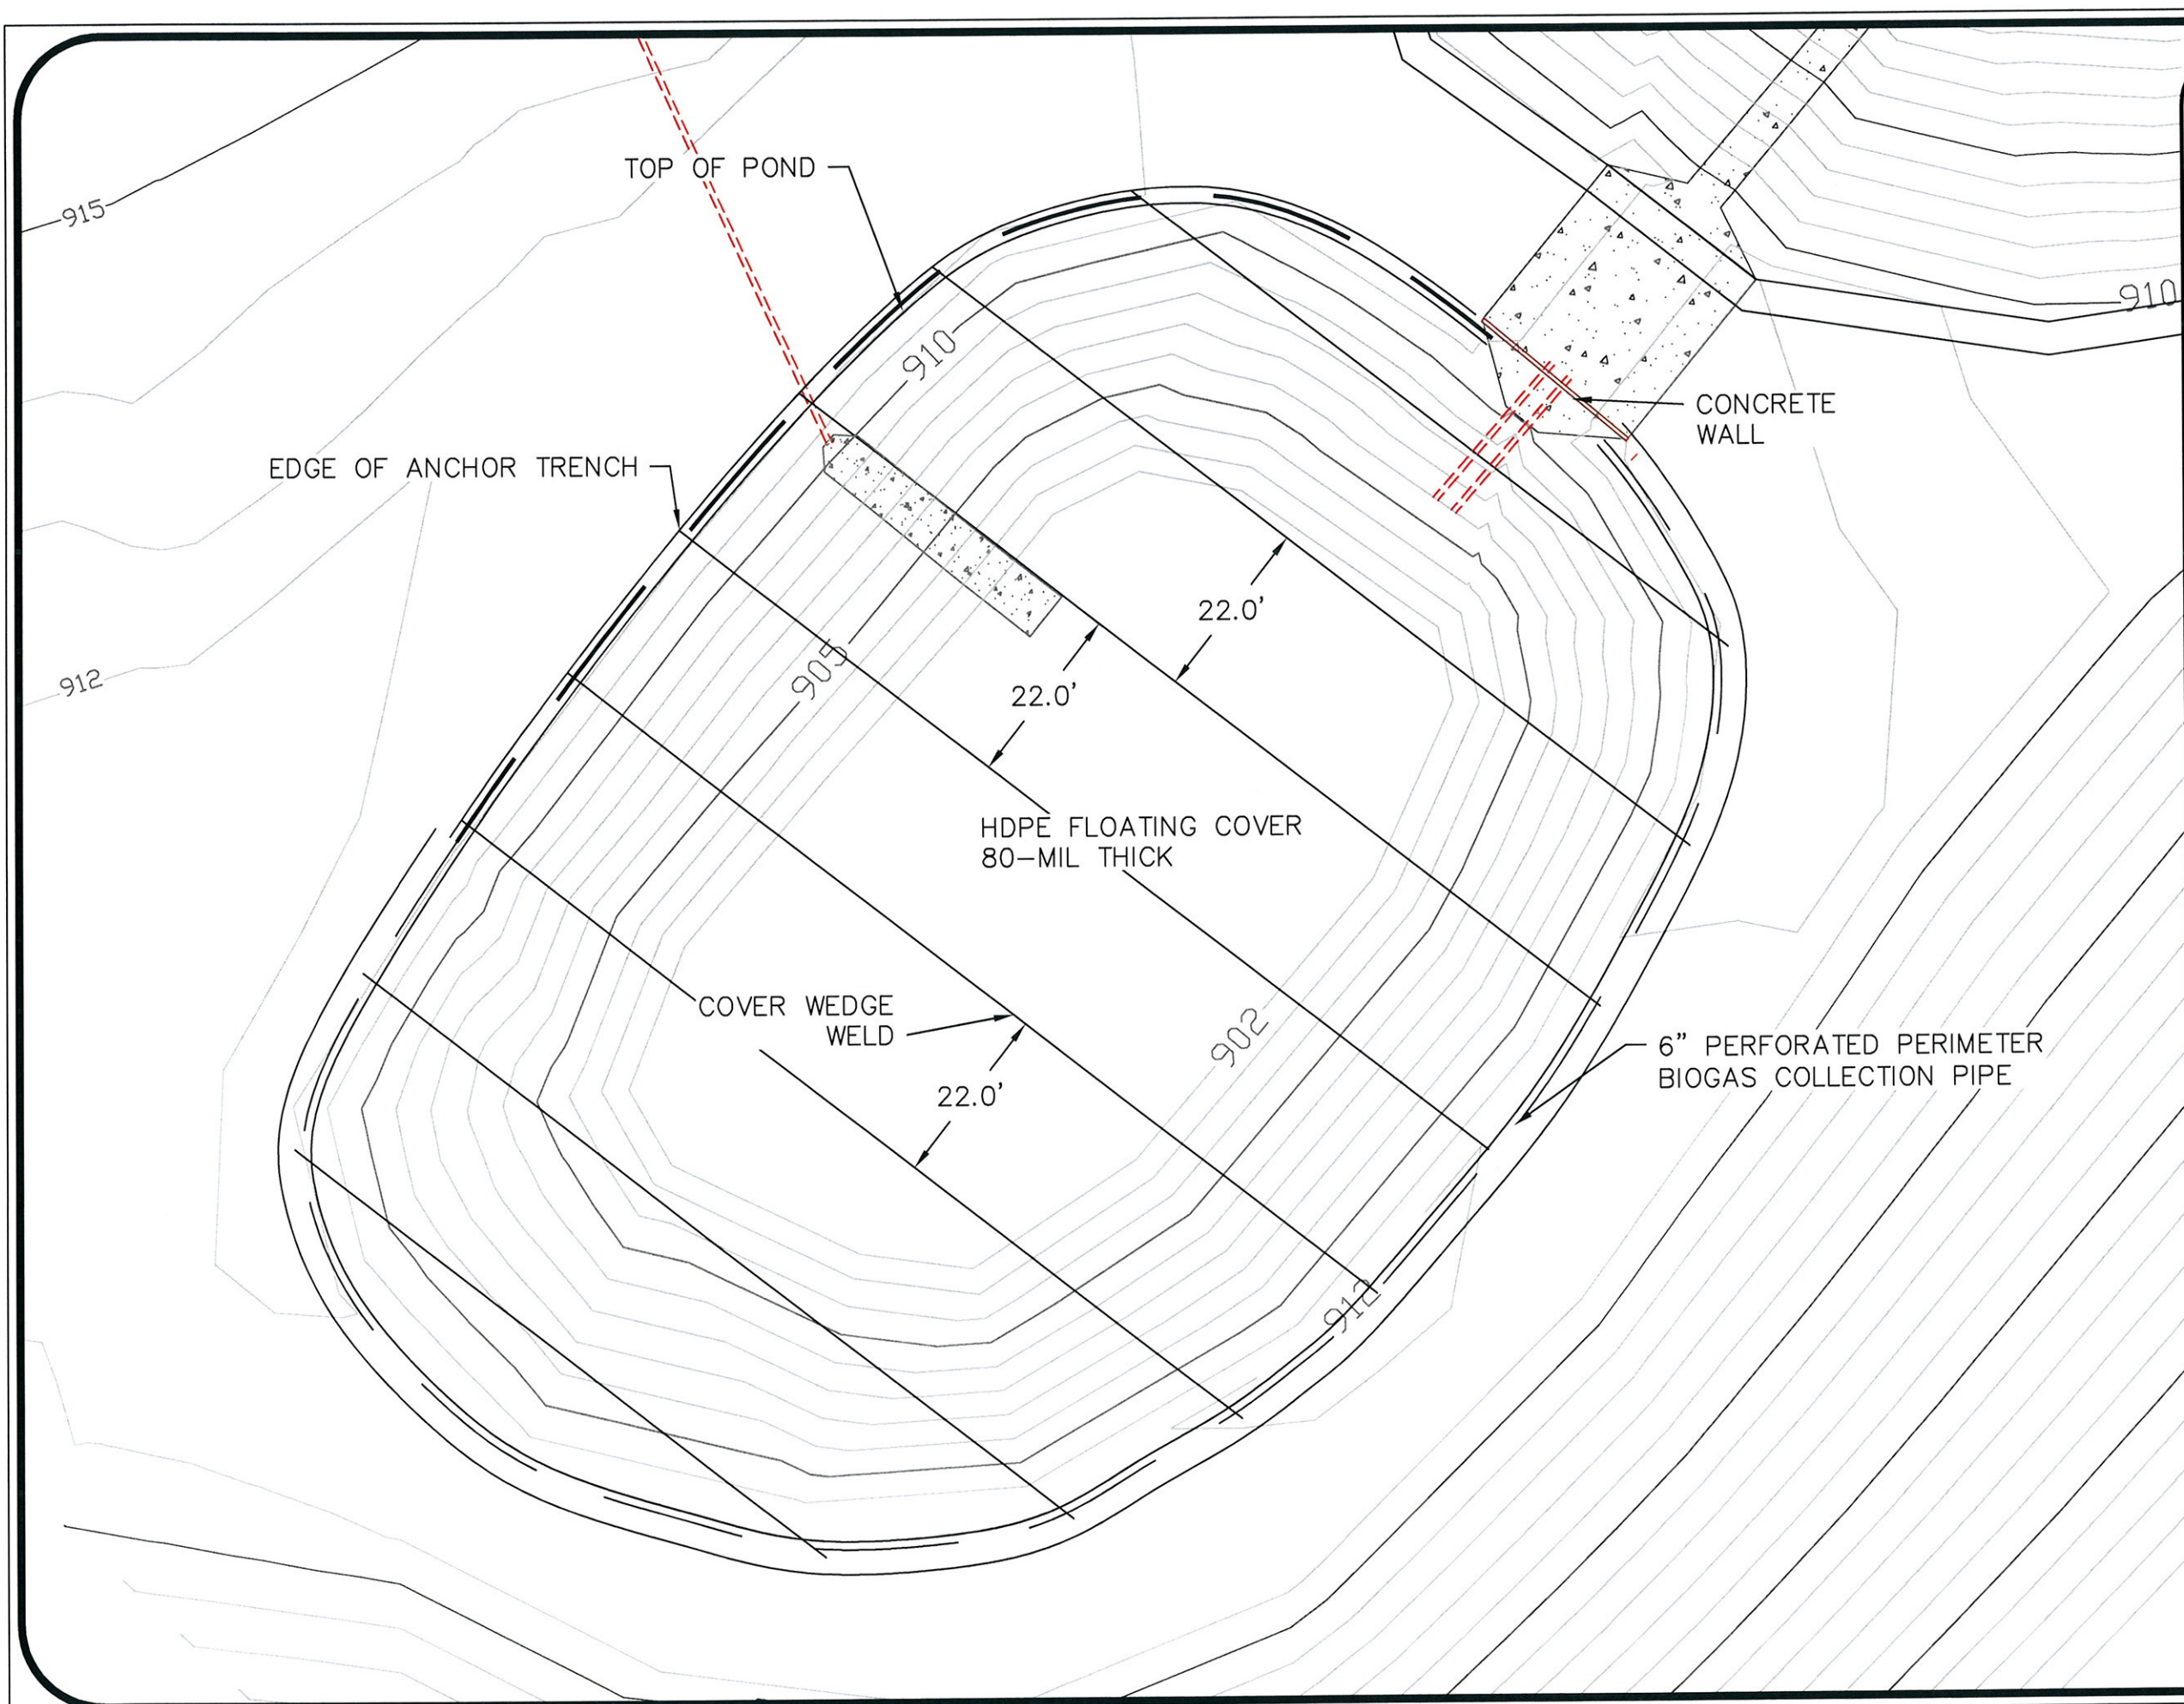 TOP OF POND
915
910
910
CONCRETE
WALL
EDGE OF ANCHOR TRENCH
22.0'
905
912
22.0'
HDPE FLOATING COVER
80-MIL THICK
COVER WEDGE
WELD
902
6" PERFORATED PERIMETER
BIOGAS COLLECTION PIPE
22.0'
912